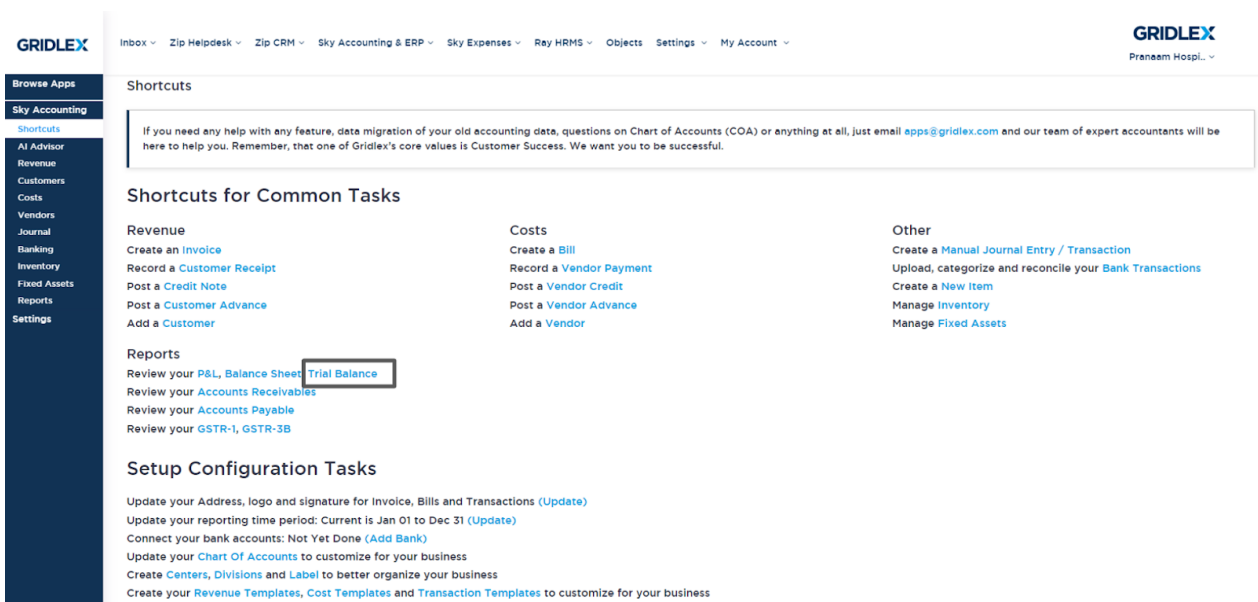 GRIDLEX
Inbox Zip Helpdesk Zip CRM Sky Accounting & ERP Sky Expenses Ray HRMS Objects Settings My Account
GRIDLEX
Pranaam Hospi..
Browse Apps
Sky Accounting
Shortcuts
AI Advisor
Revenue
Customers
Costs
Vendors
Journal
Banking
Inventory
Fixed Assets
Reports
Settings
Shortcuts
If you need any help with any feature, data migration of your old accounting data, questions on Chart of Accounts (COA) or anything at all, just email apps@gridlex.com and our team of expert accountants will be
here to help you. Remember, that one of Gridlex's core values is Customer Success. We want you to be successful.
Shortcuts for Common Tasks
Revenue
Create an Invoice
Record a Customer Receipt
Post a Credit Note
Post a Customer Advance
Add a Customer
Costs
Create a Bill
Record a Vendor Payment
Post a Vendor Credit
Post a Vendor Advance
Add a Vendor
Other
Create a Manual Journal Entry / Transaction
Upload, categorize and reconcile your Bank Transactions
Create a New Item
Manage Inventory
Manage Fixed Assets
Reports
Review your P&L, Balance Sheet Trial Balance
Review your Accounts Receivables
Review your Accounts Payable
Review your GSTR-1, GSTR-3B
Setup Configuration Tasks
Update your Address, logo and signature for Invoice, Bills and Transactions (Update)
Update your reporting time period: Current is Jan 01 to Dec 31 (Update)
Connect your bank accounts: Not Yet Done (Add Bank)
Update your Chart Of Accounts to customize for your business
Create Centers, Divisions and Label to better organize your business
Create your Revenue Templates, Cost Templates and Transaction Templates to customize for your business